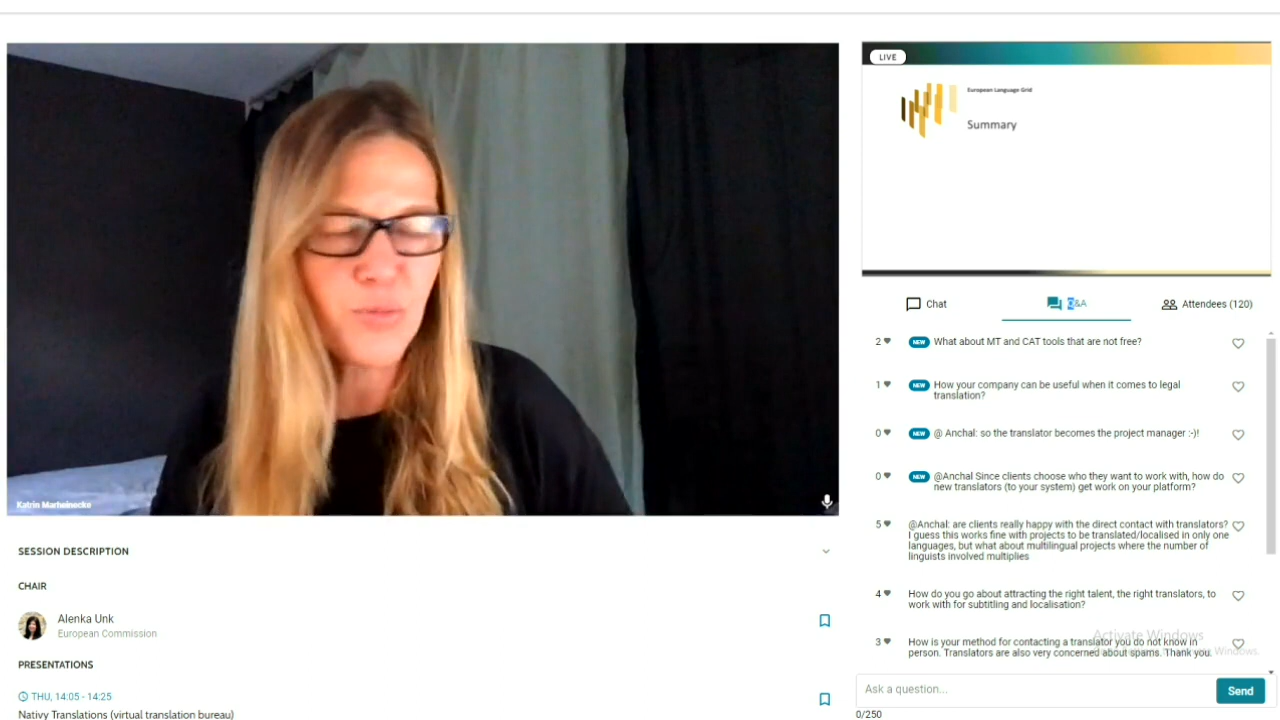 Katrin Marheinecke
LIVE
European Language Grid
Summary
Chat
Q&A
Attendees (120)
2
NEW What about MT and CAT tools that are not free?
1
NEW How your company can be useful when it comes to legal
translation?
0
NEW @ Anchal: so the translator becomes the project manager :-)!
0
NEW @Anchal Since clients choose who they want to work with, how do
new translators (to your system) get work on your platform?
5
@Anchal: are clients really happy with the direct contact with translators?
I guess this works fine with projects to be translated/localised in only one
languages, but what about multilingual projects where the number of
linguists involved multiplies
4
How do you go about attracting the right talent, the right translators, to
work with for subtitling and localisation?
3
How is your method for contacting a translator you do not know in
person. Translators are also very concerned about spams. Thank you.
Activate Windows
Windows.
Ask a question...
Send
0/250
SESSION DESCRIPTION
CHAIR
Alenka Unk
European Commission
PRESENTATIONS
THU, 14:05 - 14:25
Nativy Translations (virtual translation bureau)